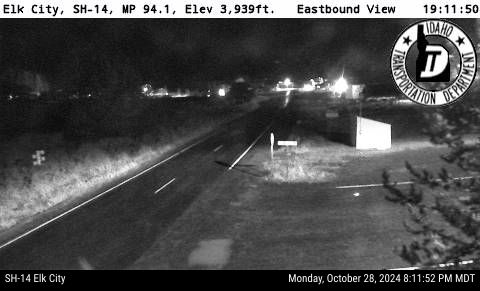 Elk City, SH-14, MP 94.1, Elev 3,939ft. Eastbound View 19:11:50
IDAHO
TRANSPORTATION DEPARTMENT
SH-14 Elk City Monday, October 28, 2024 8:11:52 PM MDT